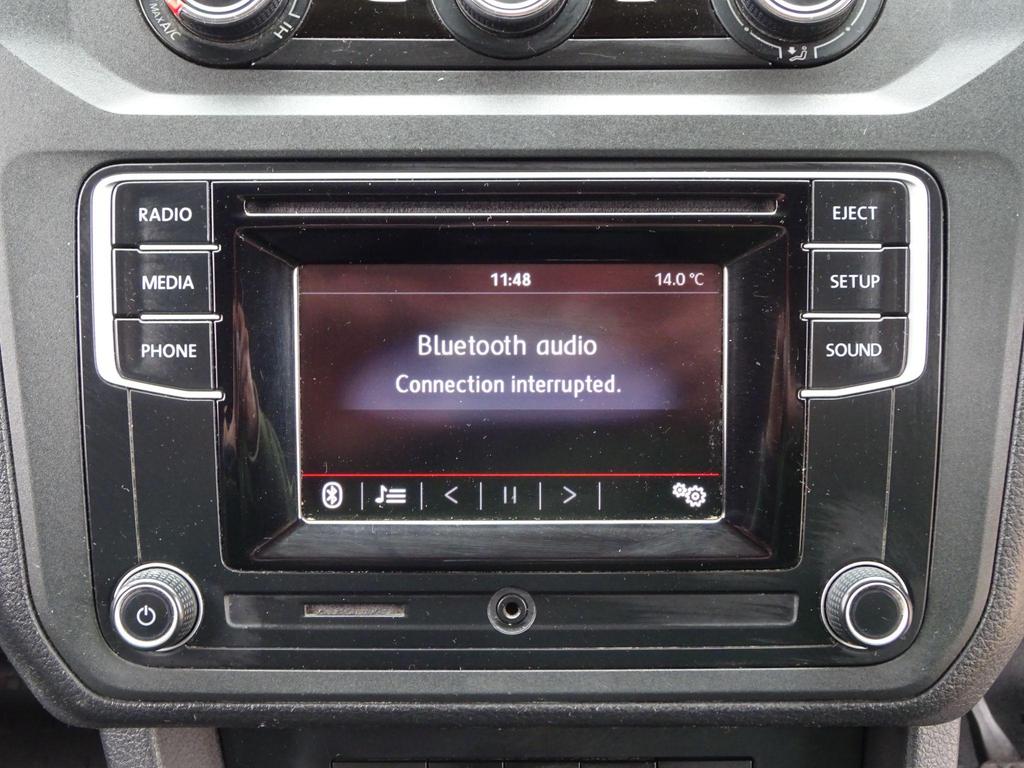 MAX A/C
HI
RADIO
MEDIA
PHONE
EJECT
SETUP
SOUND
11:48 14.0 °C
Bluetooth audio
Connection interrupted.